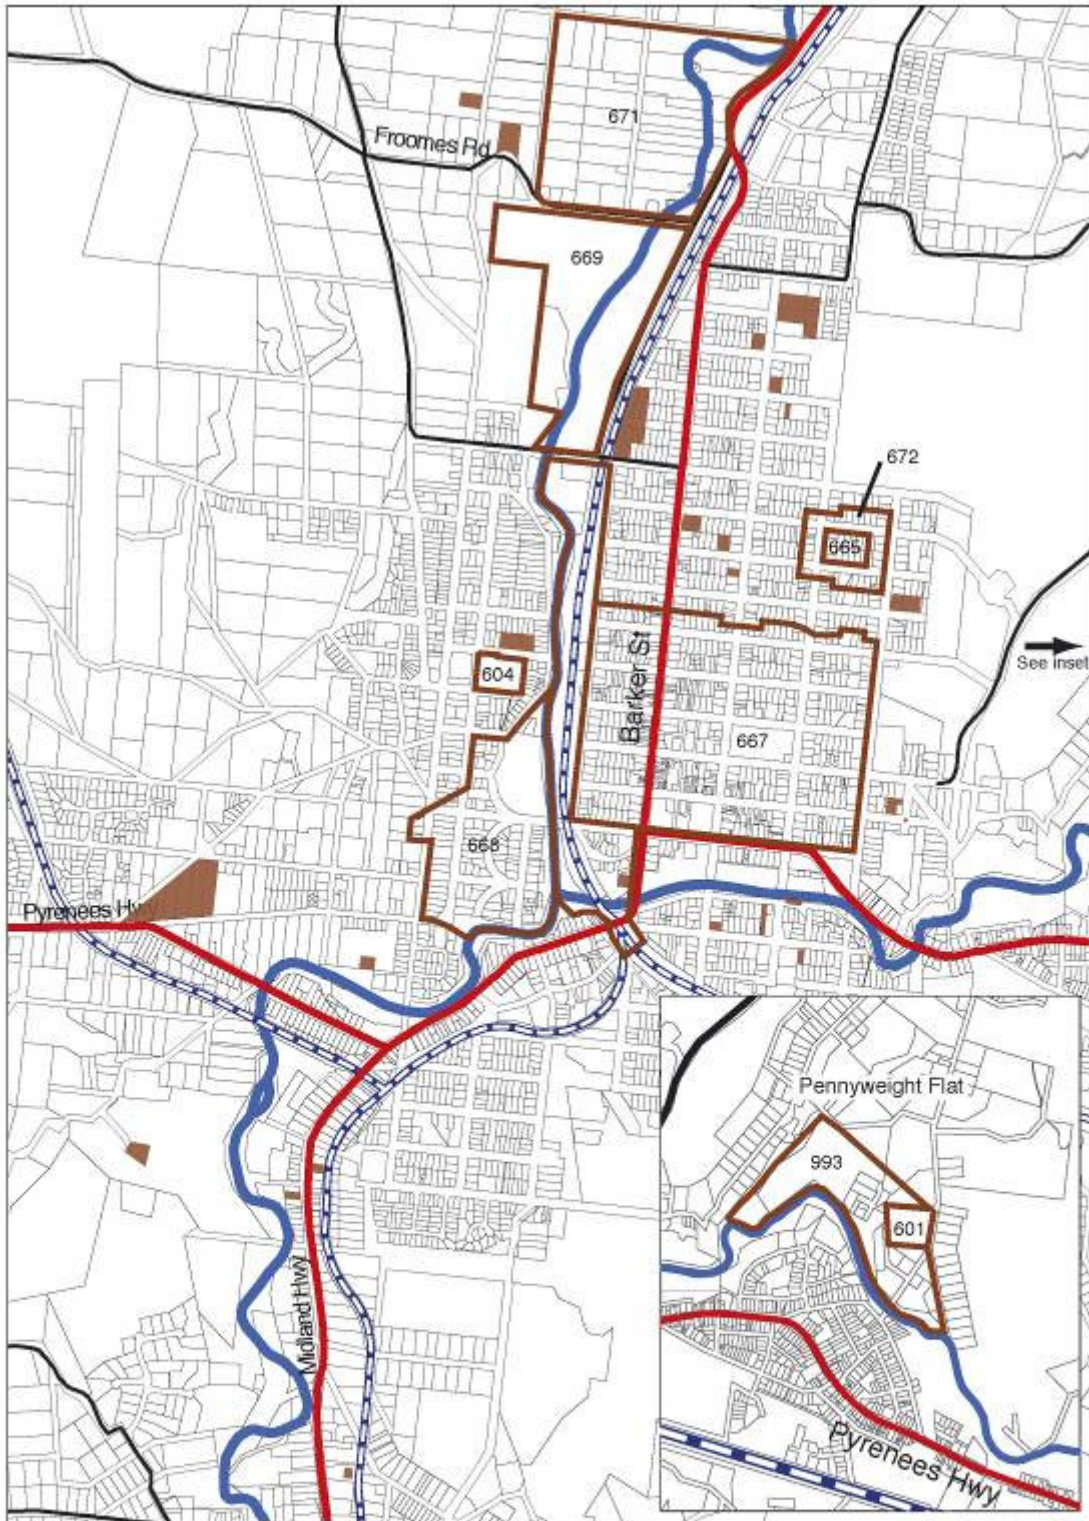 671
Froomes Rd
669
672
665
See inset
604
Barker St
667
668
Pyrenees Hwy
Pennyweight Flat
993
601
Midland Hwy
Pyrenees Hwy